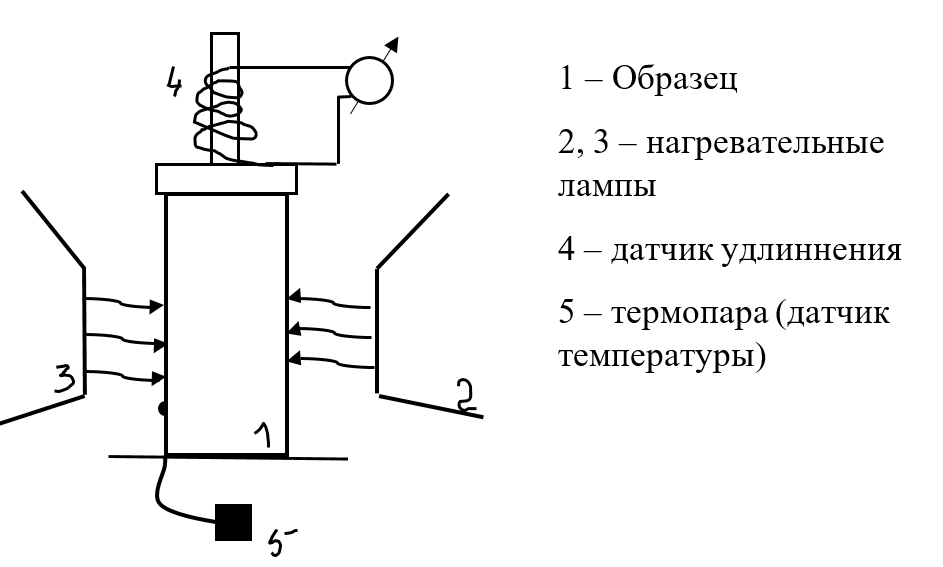 4
3
2
1
5
1 – Образец
2, 3 – нагревательные
лампы
4 – датчик удлиннения
5 – термопара (датчик
температуры)